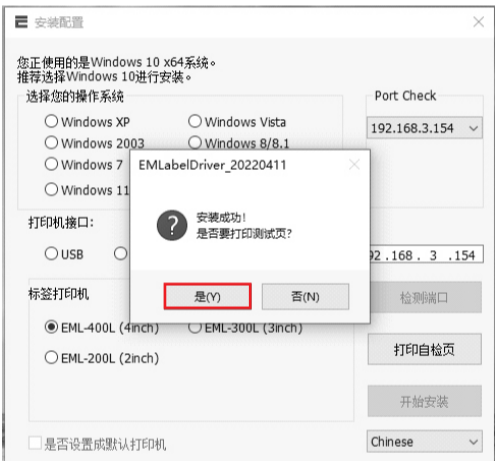 安装配置
您正使用的是Windows 10 x64系统。
推荐选择Windows 10进行安装。
选择您的操作系统
Windows XP
Windows Vista
Windows 2003
Windows 8/8.1
Windows 7
Windows 11
Port Check
192.168.3.154
EMLabelDriver_20220411
安装成功!
是否要打印测试页?
是(Y)
否(N)
打印机接口:
USB
.168. 3 .154
检测端口
标签打印机
EML-400L (4inch)
EML-300L (3inch)
EML-200L (2inch)
打印自检页
开始安装
是否设置成默认打印机
Chinese